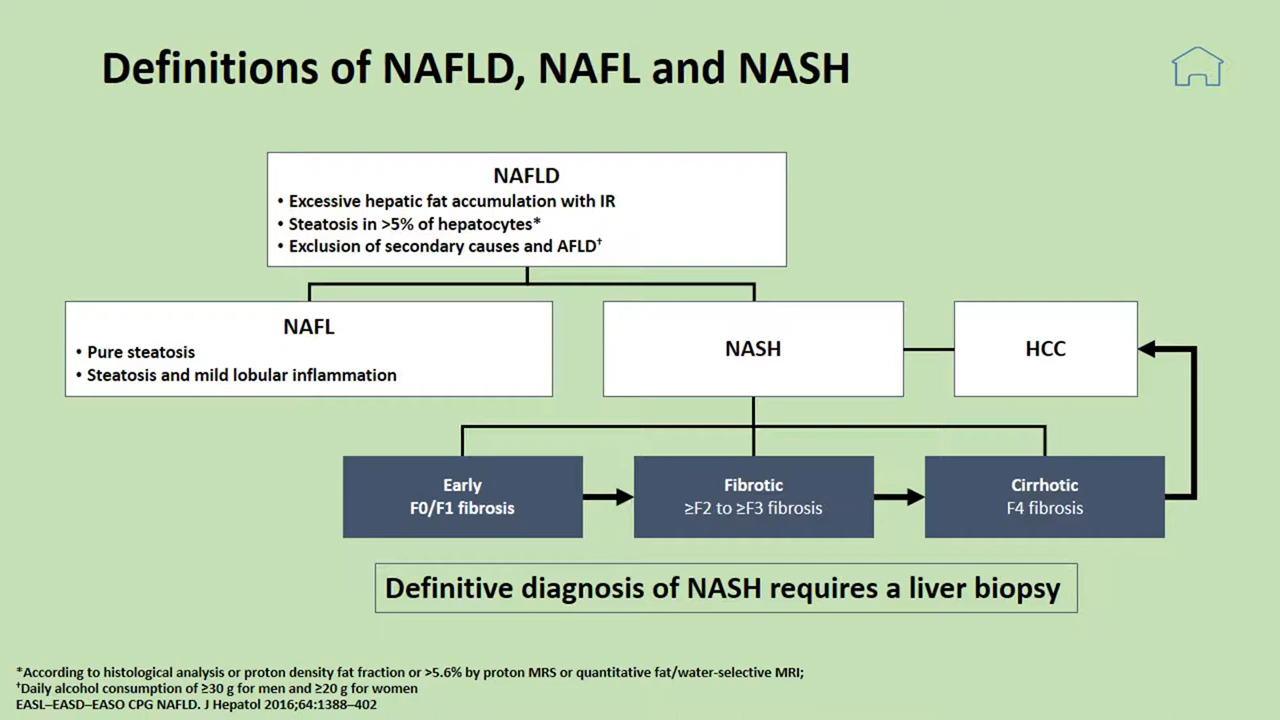 Definitions of NAFLD, NAFL and NASH
NAFLD
• Excessive hepatic fat accumulation with IR
• Steatosis in >5% of hepatocytes*
• Exclusion of secondary causes and AFLD†
NAFL
• Pure steatosis
• Steatosis and mild lobular inflammation
NASH
HCC
Early
F0/F1 fibrosis
Fibrotic
≥F2 to ≥F3 fibrosis
Cirrhotic
F4 fibrosis
Definitive diagnosis of NASH requires a liver biopsy
*According to histological analysis or proton density fat fraction or >5.6% by proton MRS or quantitative fat/water-selective MRI;
†Daily alcohol consumption of ≥30 g for men and ≥20 g for women
EASL–EASD–EASO CPG NAFLD. J Hepatol 2016;64:1388–402